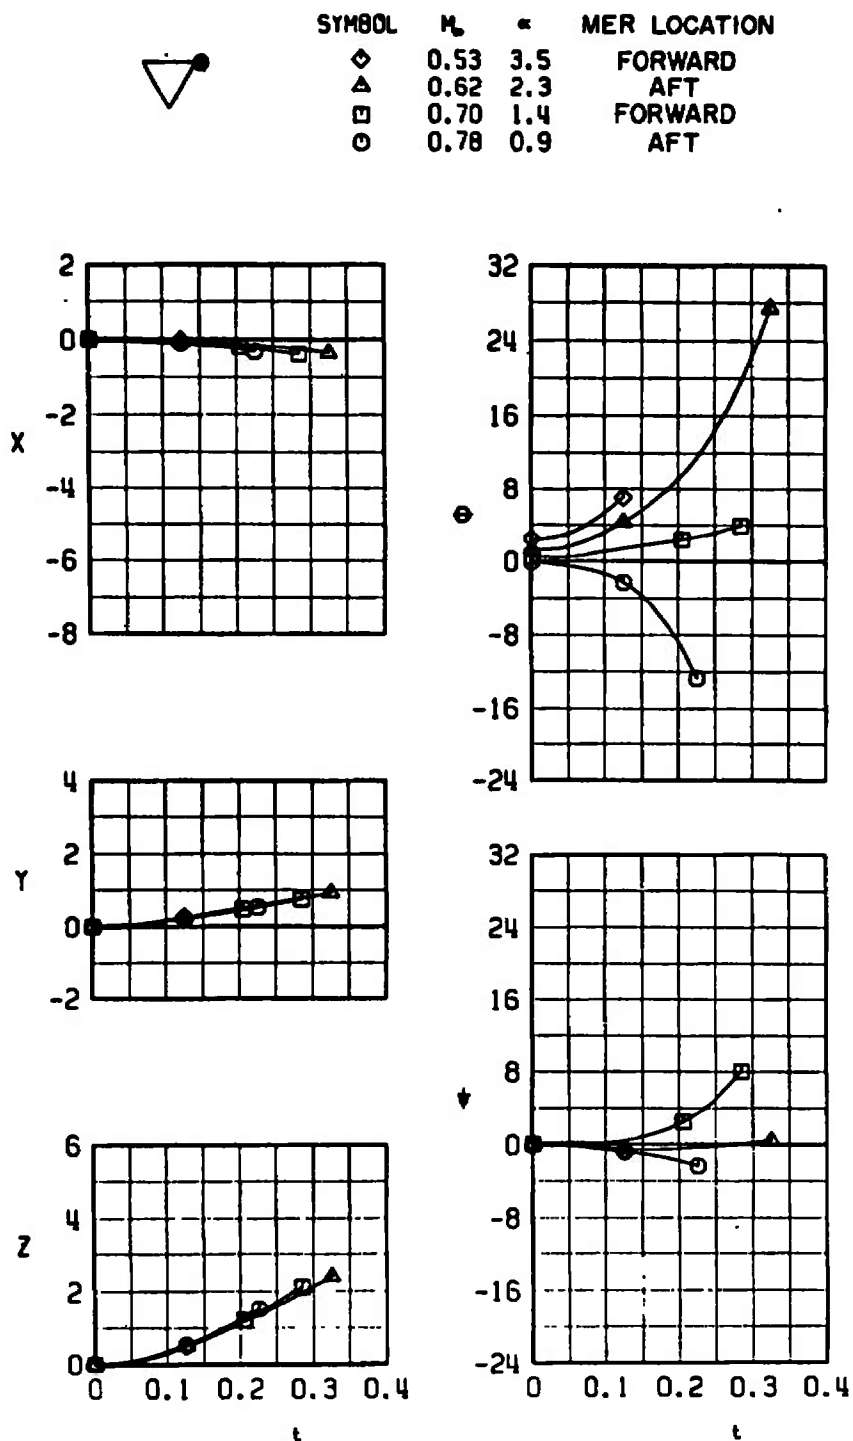 SYMBOL M∞ α MER LOCATION
◇ 0.53 3.5 FORWARD
△ 0.62 2.3 AFT
□ 0.70 1.4 FORWARD
○ 0.78 0.9 AFT
2
0
-2
-4
-6
-8
X
4
2
0
-2
Y
6
4
2
0
Z
0 0.1 0.2 0.3 0.4
t
32
24
16
8
0
-8
-16
-24
θ
32
24
16
8
0
-8
-16
-24
ψ
0 0.1 0.2 0.3 0.4
t